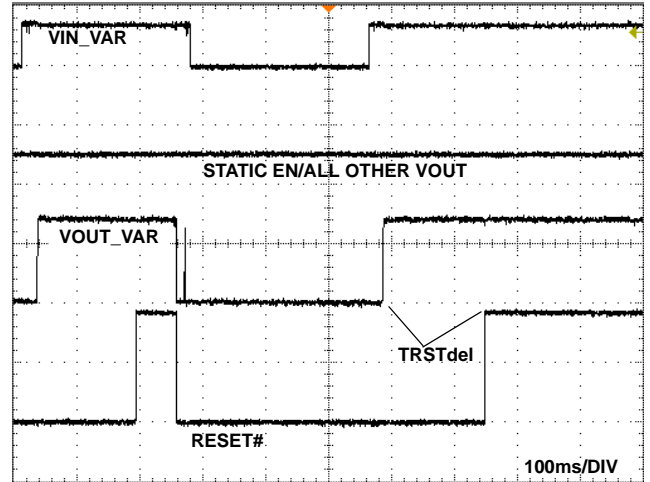 VIN_VAR
STATIC EN/ALL OTHER VOUT
VOUT_VAR
TRSTdel
RESET#
100ms/DIV